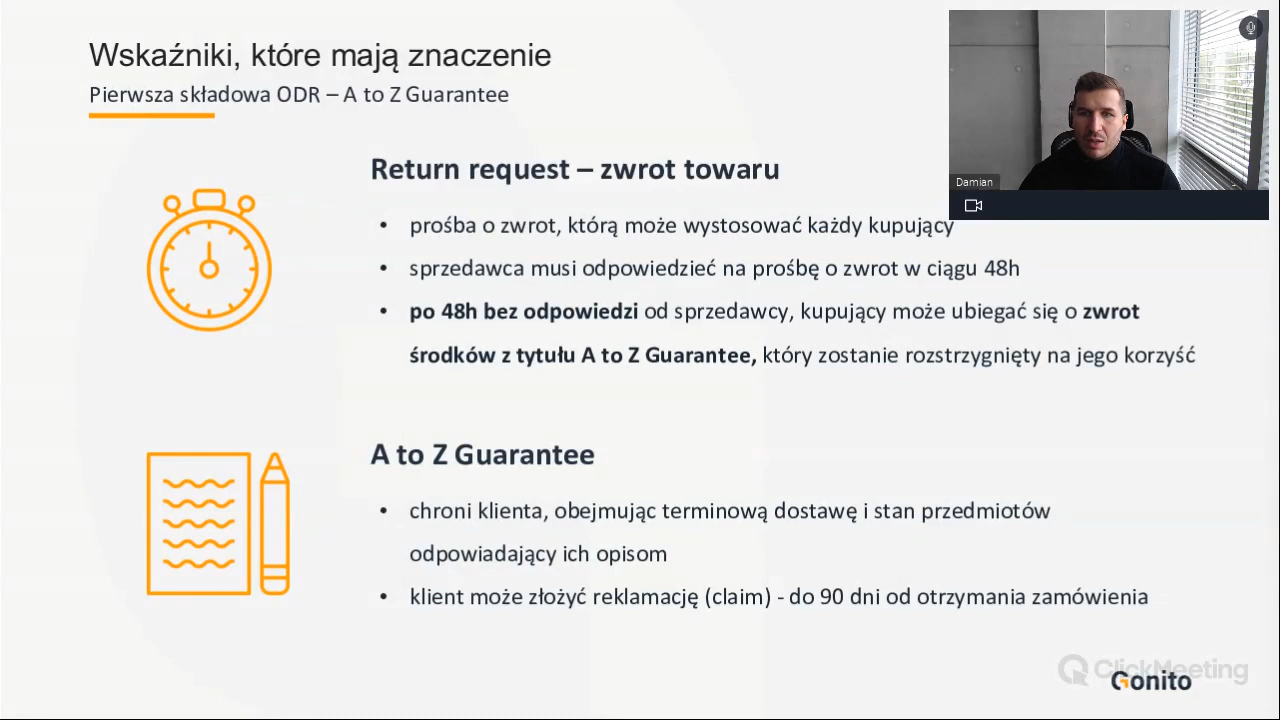 Wskaźniki, które mają znaczenie
Pierwsza składowa ODR – A to Z Guarantee
Damian
Return request – zwrot towaru
• prośba o zwrot, którą może wystosować każdy kupujący
• sprzedawca musi odpowiedzieć na prośbę o zwrot w ciągu 48h
• po 48h bez odpowiedzi od sprzedawcy, kupujący może ubiegać się o zwrot
środków z tytułu A to Z Guarantee, który zostanie rozstrzygnięty na jego korzyść
A to Z Guarantee
• chroni klienta, obejmując terminową dostawę i stan przedmiotów
odpowiadający ich opisom
• klient może złożyć reklamację (claim) - do 90 dni od otrzymania zamówienia
ClickMeeting
Gonito